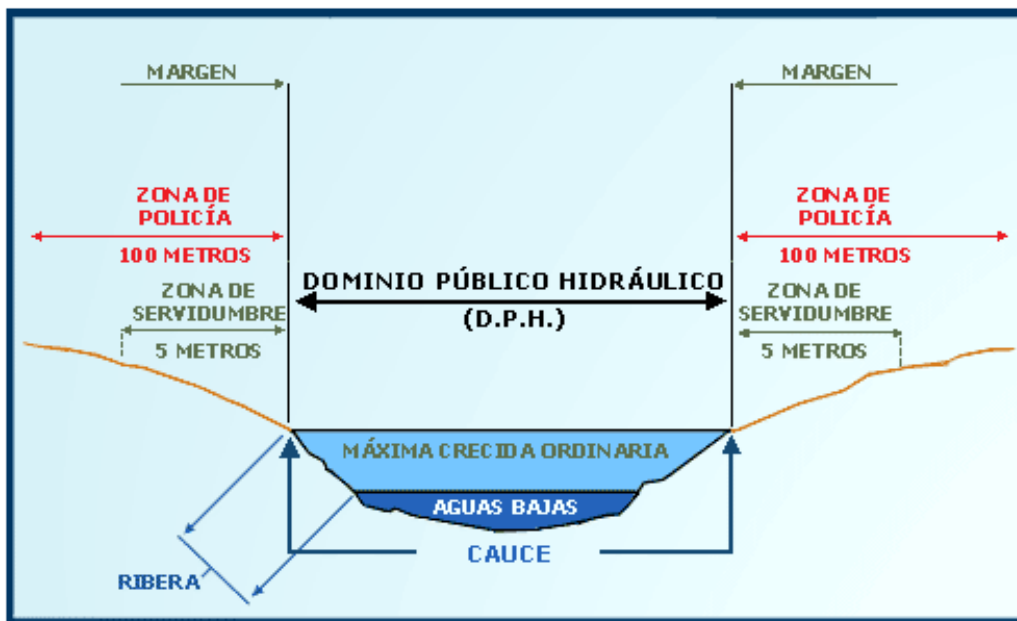 MARGEN
MARGEN
ZONA DE
POLICÍA
100 METROS
ZONA DE
POLICÍA
100 METROS
DOMINIO PÚBLICO HIDRÁULICO
(D.P.H.)
ZONA DE
SERVIDUMBRE
5 METROS
ZONA DE
SERVIDUMBRE
5 METROS
MÁXIMA CRECIDA ORDINARIA
AGUAS BAJAS
CAUCE
RIBERA